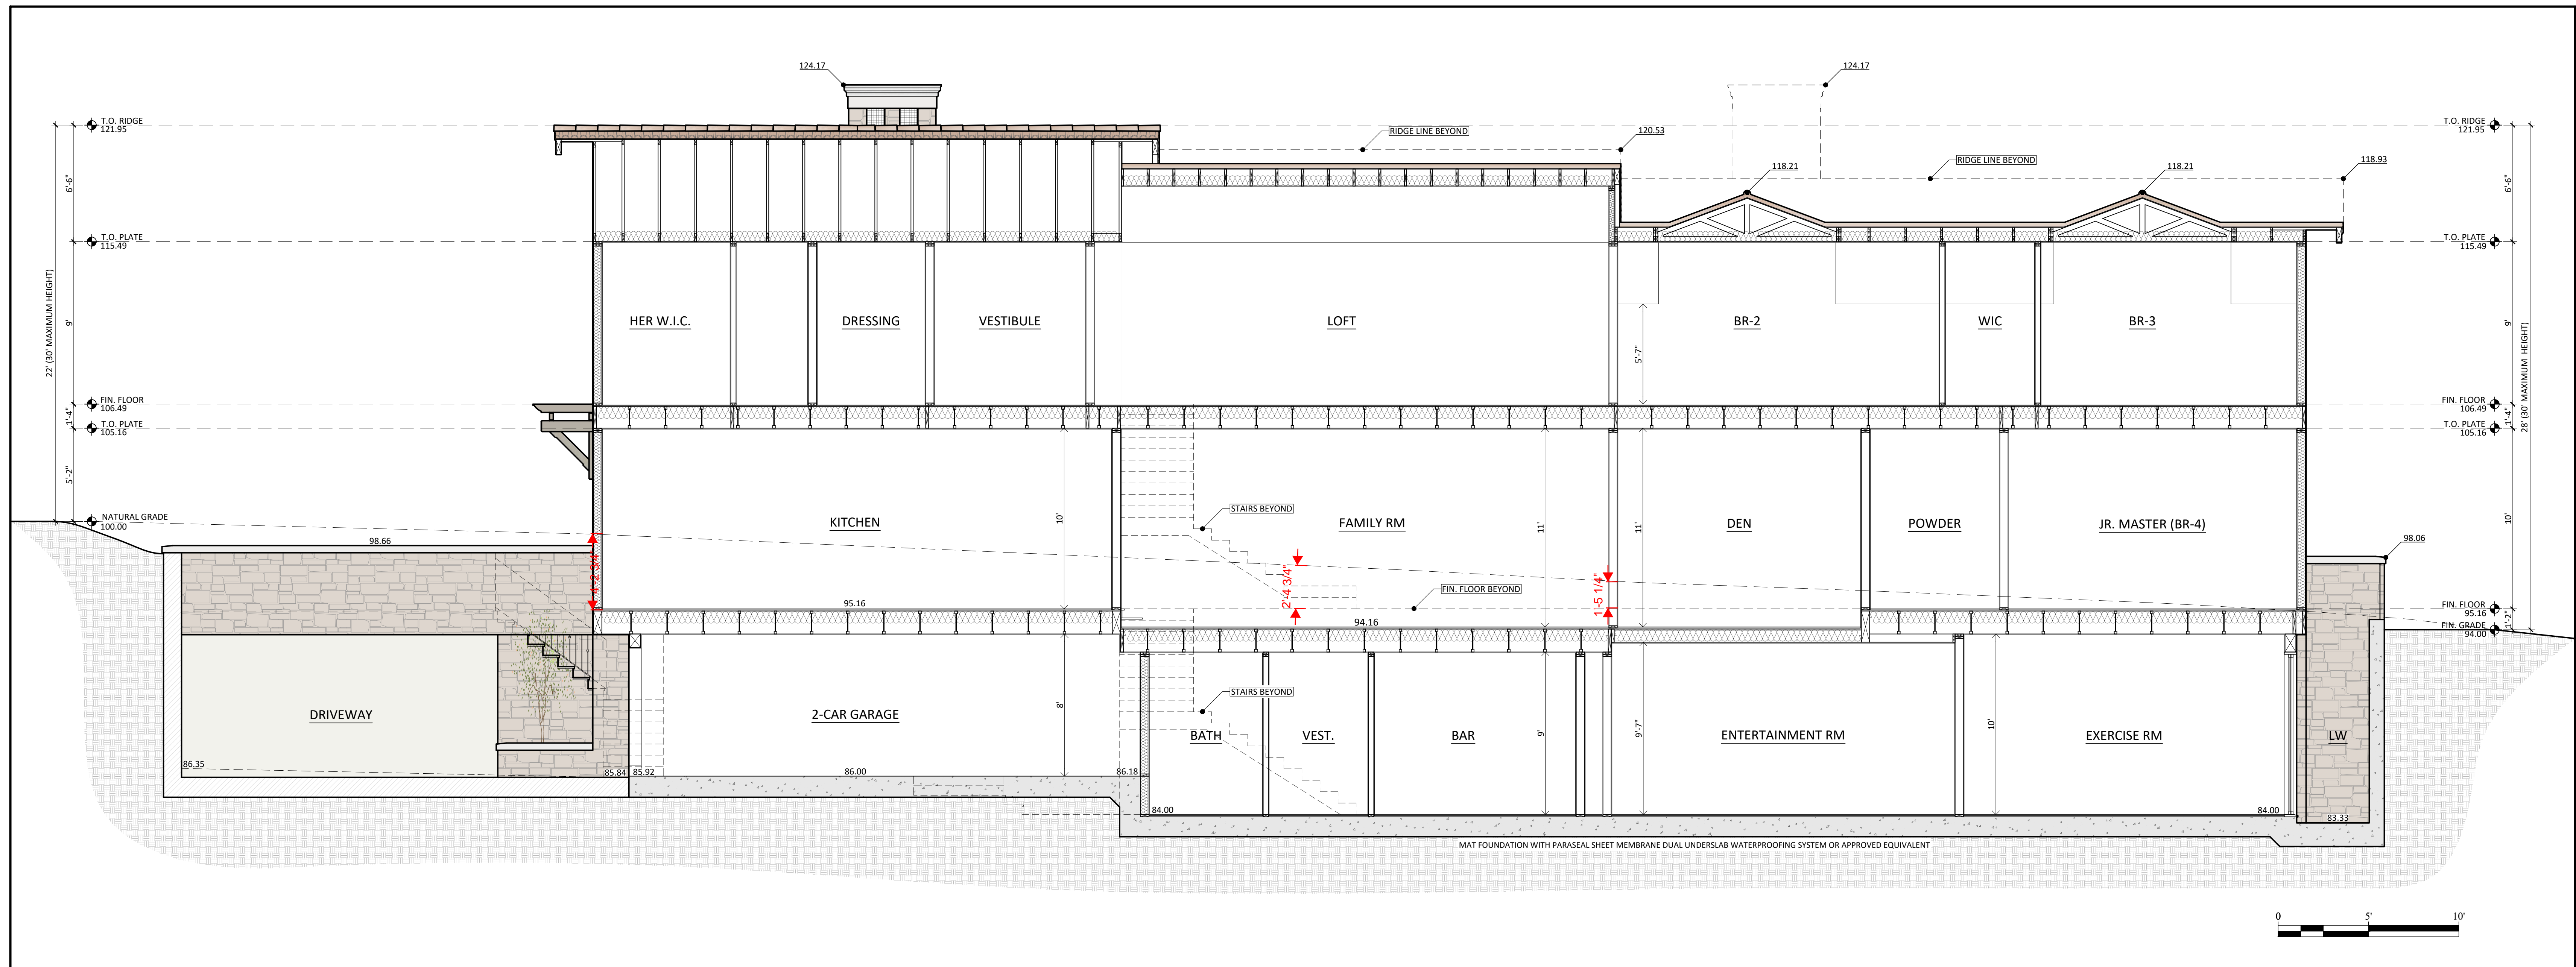 124.17
124.17
T.O. RIDGE
121.95
T.O. RIDGE
121.95
RIDGE LINE BEYOND
120.53
RIDGE LINE BEYOND
118.21
118.21
118.93
6'-6"
6'-6"
T.O. PLATE
115.49
T.O. PLATE
115.49
22' (30' MAXIMUM HEIGHT)
28' (30' MAXIMUM HEIGHT)
9'
9'
HER W.I.C.
DRESSING
VESTIBULE
LOFT
BR-2
WIC
BR-3
5'-7"
FIN. FLOOR
106.49
FIN. FLOOR
106.49
1'-4"
1'-4"
T.O. PLATE
105.16
T.O. PLATE
105.16
5'-2"
10'
NATURAL GRADE
100.00
KITCHEN
10'
STAIRS BEYOND
FAMILY RM
11'
11'
DEN
POWDER
JR. MASTER (BR-4)
98.66
98.06
4'-2 3/4"
2'-4 3/4"
1'-5 1/4"
FIN. FLOOR BEYOND
95.16
94.16
FIN. FLOOR
95.16
1'-2"
FIN. GRADE
94.00
DRIVEWAY
2-CAR GARAGE
8'
STAIRS BEYOND
BATH
VEST.
BAR
9'
9'-7"
ENTERTAINMENT RM
10'
EXERCISE RM
LW
86.35
85.84
85.92
86.00
86.18
84.00
84.00
83.33
MAT FOUNDATION WITH PARASEAL SHEET MEMBRANE DUAL UNDERSLAB WATERPROOFING SYSTEM OR APPROVED EQUIVALENT
0 5' 10'